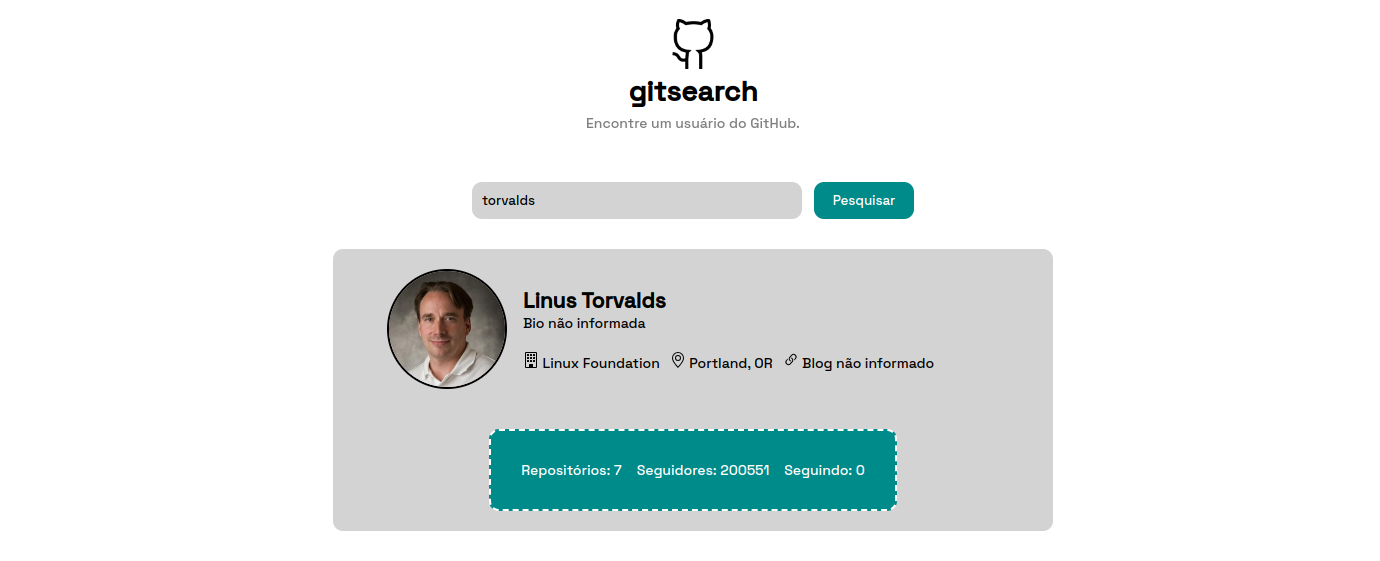 gitsearch
Encontre um usuário do GitHub.
torvalds Pesquisar
Linus Torvalds
Bio não informada
Linux Foundation Portland, OR Blog não informado
Repositórios: 7 Seguidores: 200551 Seguindo: 0